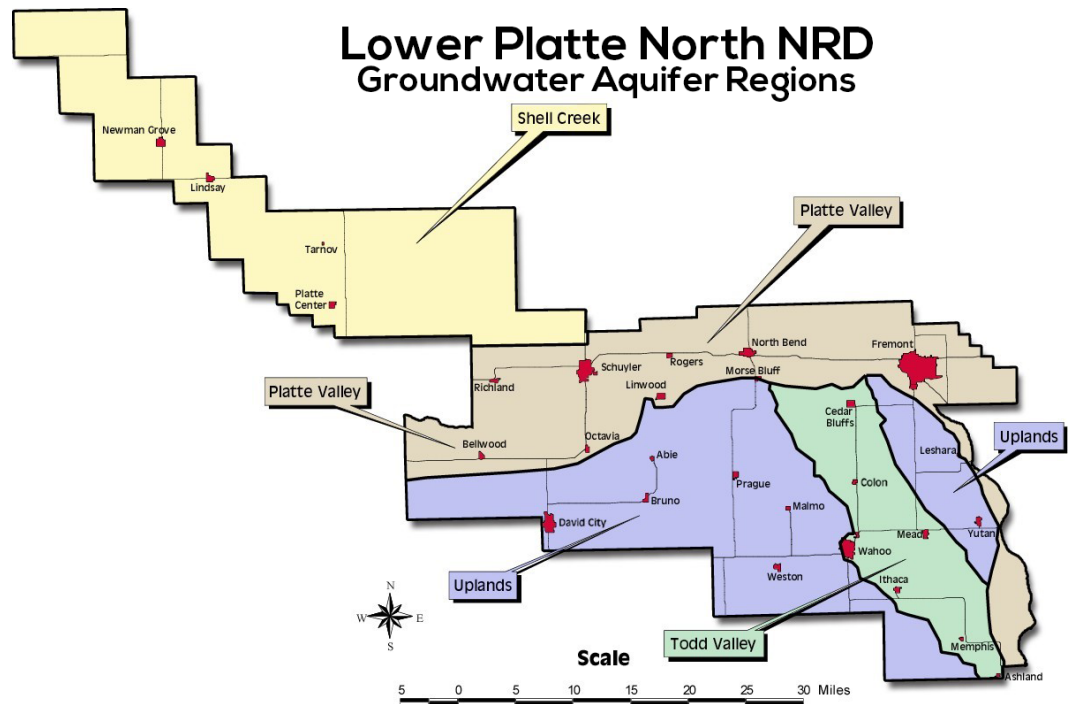 Lower Platte North NRD
Groundwater Aquifer Regions
Shell Creek
Newman Grove
Lindsay
Platte Valley
Tarnov
Platte
Center
North Bend
Fremont
Rogers
Schuyler
Morse Bluff
Richland
Linwood
Platte Valley
Cedar
Bluffs
Uplands
Octavia
Bellwood
Leshara
Abie
Prague
Colon
Bruno
Malmo
David City
Mead
Yutan
Wahoo
Weston
Ithaca
Uplands
N
W
E
S
Todd Valley
Memphis
Scale
Ashland
5 0 5 10 15 20 25 30 Miles